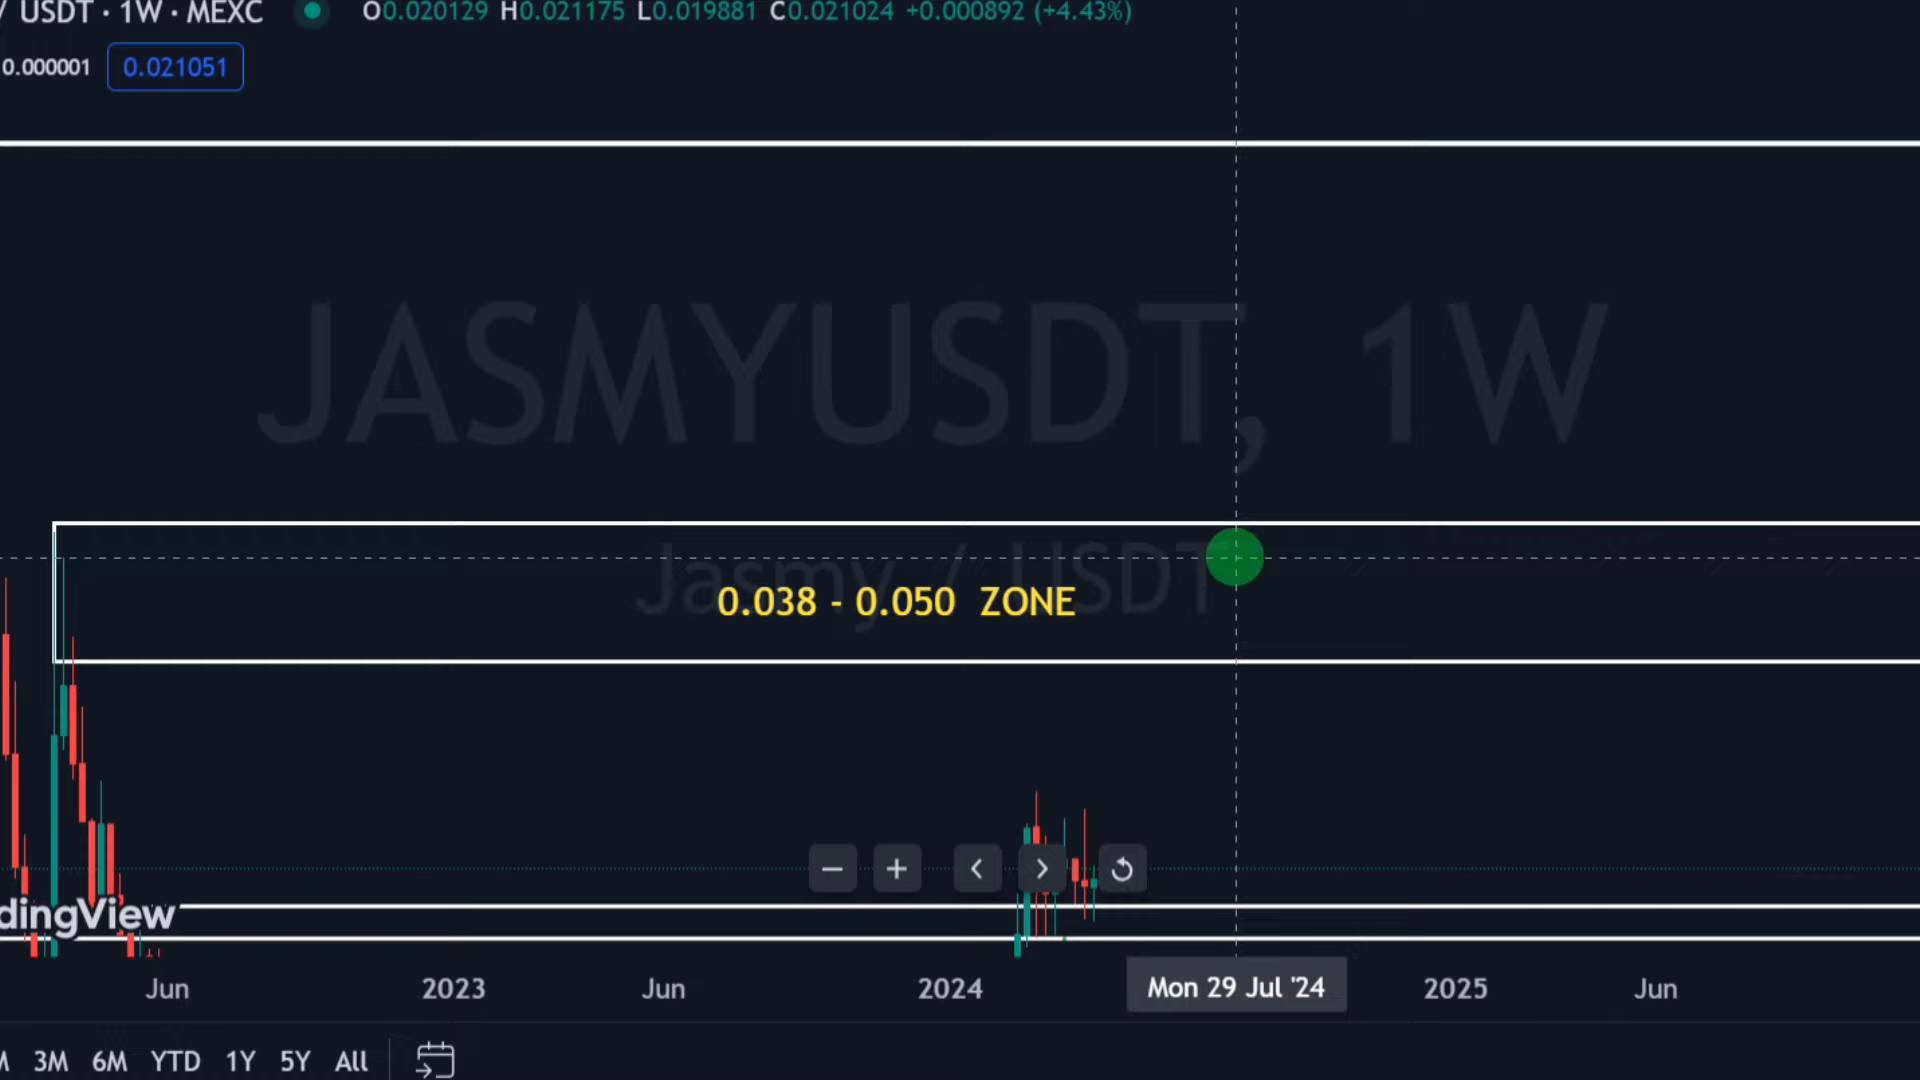 / USDT · 1W · MEXC O0.020129 H0.021175 L0.019881 C0.021024 +0.000892 (+4.43%)
0.000001 0.021051
JASMYUSDT, 1W
Jasmy / USDT
0.038 - 0.050 ZONE
dingView
Jun 2023 Jun 2024 Mon 29 Jul '24 2025 Jun
M 3M 6M YTD 1Y 5Y All